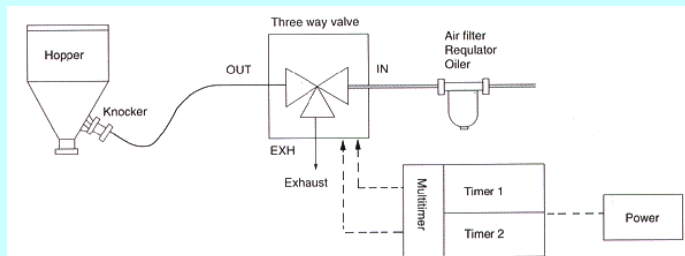 Three way valve
Air filter
Requlator
Oiler
Hopper
OUT
IN
Knocker
EXH
Exhaust
Multitimer
Timer 1
Timer 2
Power